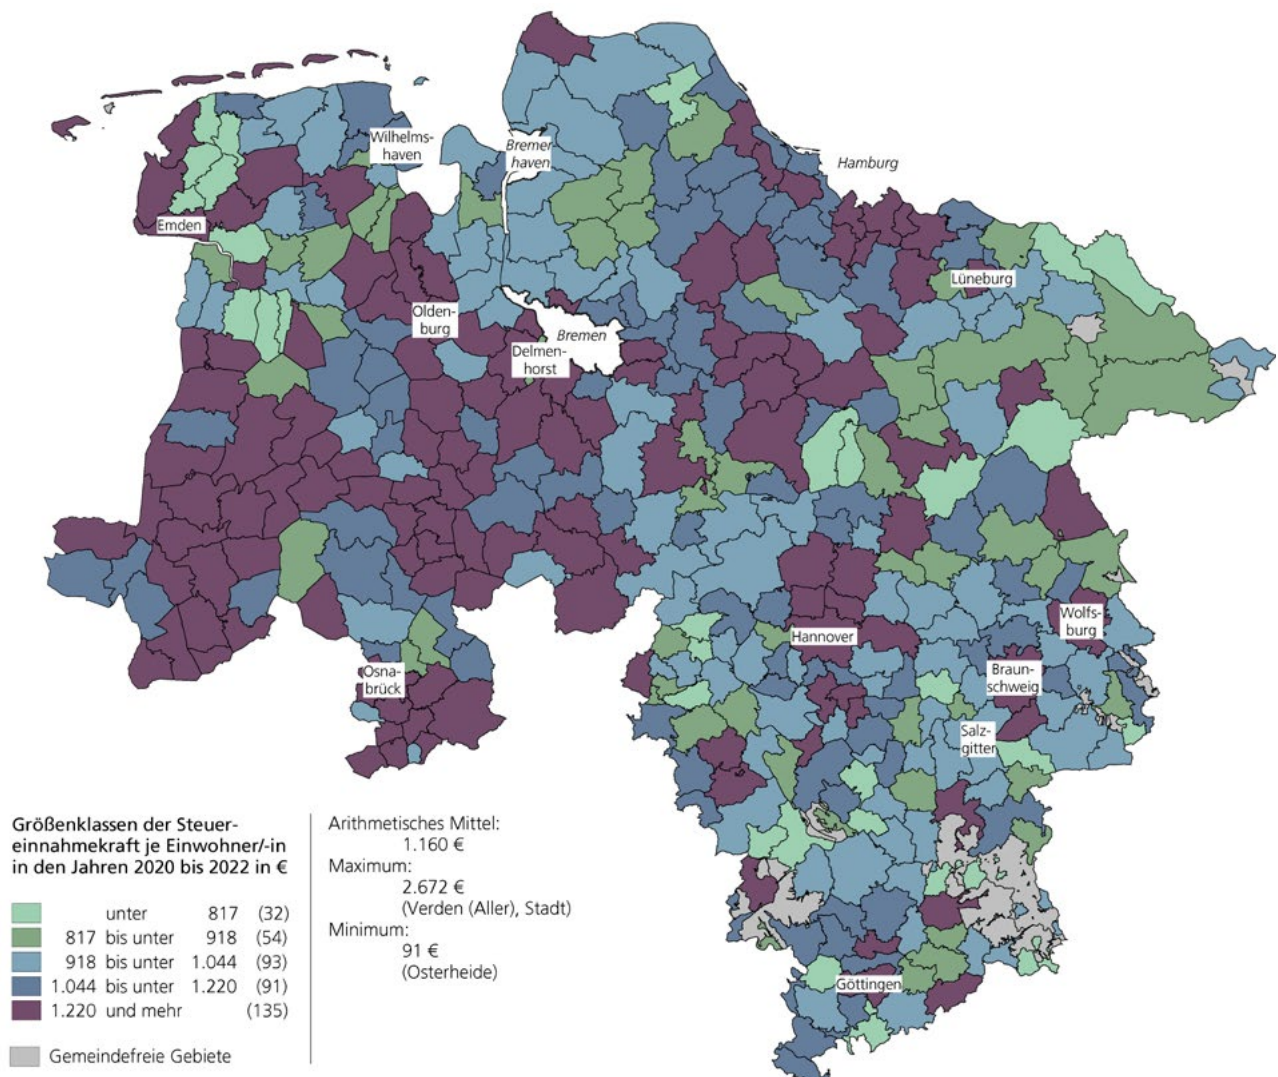 Wilhelms-
haven
Bremer
haven
Hamburg
Emden
Lüneburg
Olden-
burg
Bremen
Delmen-
horst
Wolfs-
burg
Hannover
Braun-
schweig
Osna-
brück
Salz-
gitter
Göttingen
Größenklassen der Steuer-
einnahmekraft je Einwohner/-in
in den Jahren 2020 bis 2022 in €
unter 817 (32)
817 bis unter 918 (54)
918 bis unter 1.044 (93)
1.044 bis unter 1.220 (91)
1.220 und mehr (135)
Gemeindefreie Gebiete
Arithmetisches Mittel:
1.160 €
Maximum:
2.672 €
(Verden (Aller), Stadt)
Minimum:
91 €
(Osterheide)